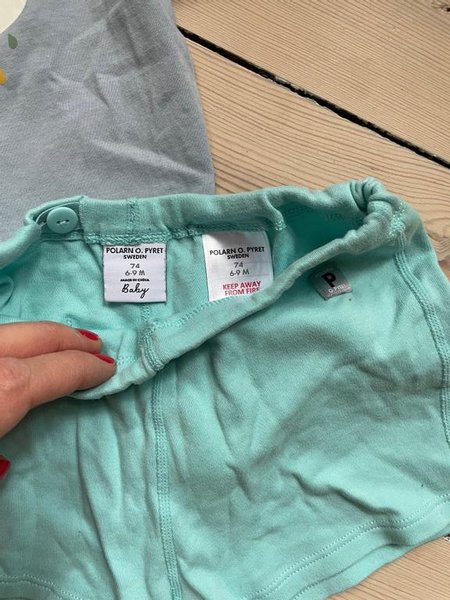 POLARN O. PYRET
SWEDEN
74
6-9 M
MADE IN CHINA
Baby
POLARN O. PYRET
SWEDEN
74
6-9 M
KEEP AWAY
FROM FIRE
P
O. PYRET